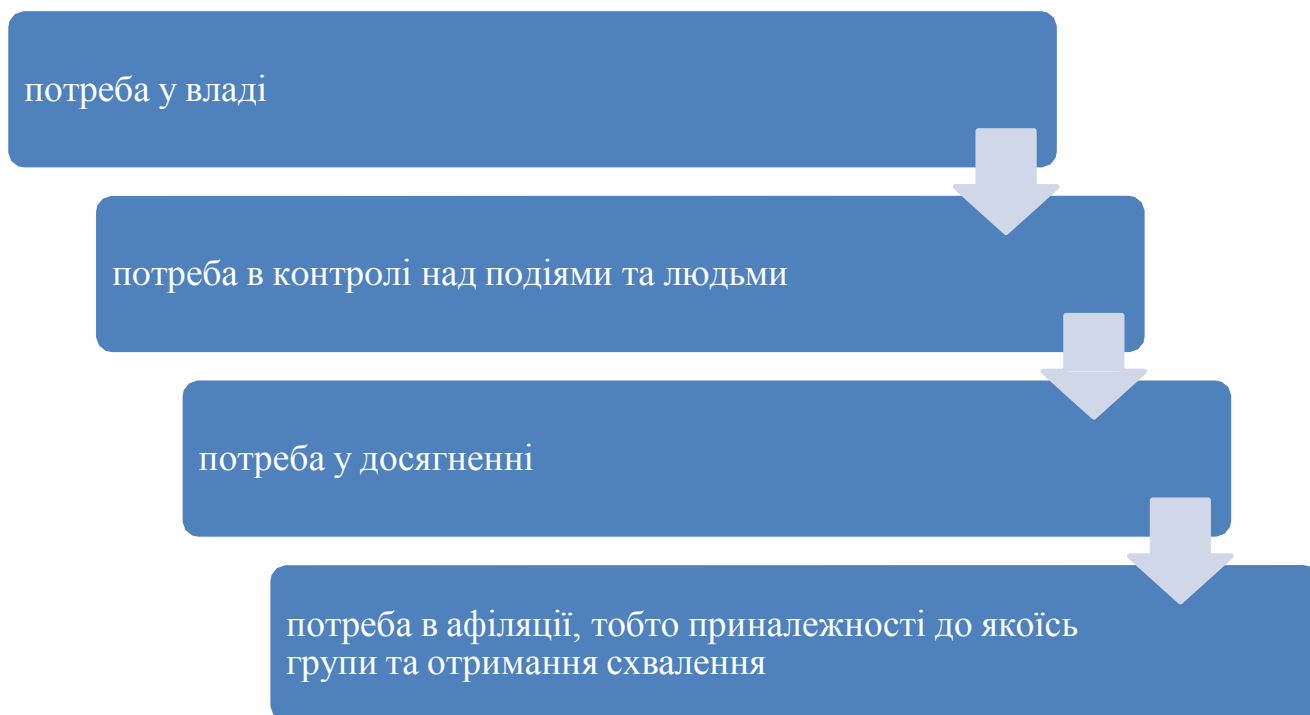 потреба у владі
потреба в контролі над подіями та людьми
потреба у досягненні
потреба в афіляції, тобто приналежності до якоїсь
групи та отримання схвалення